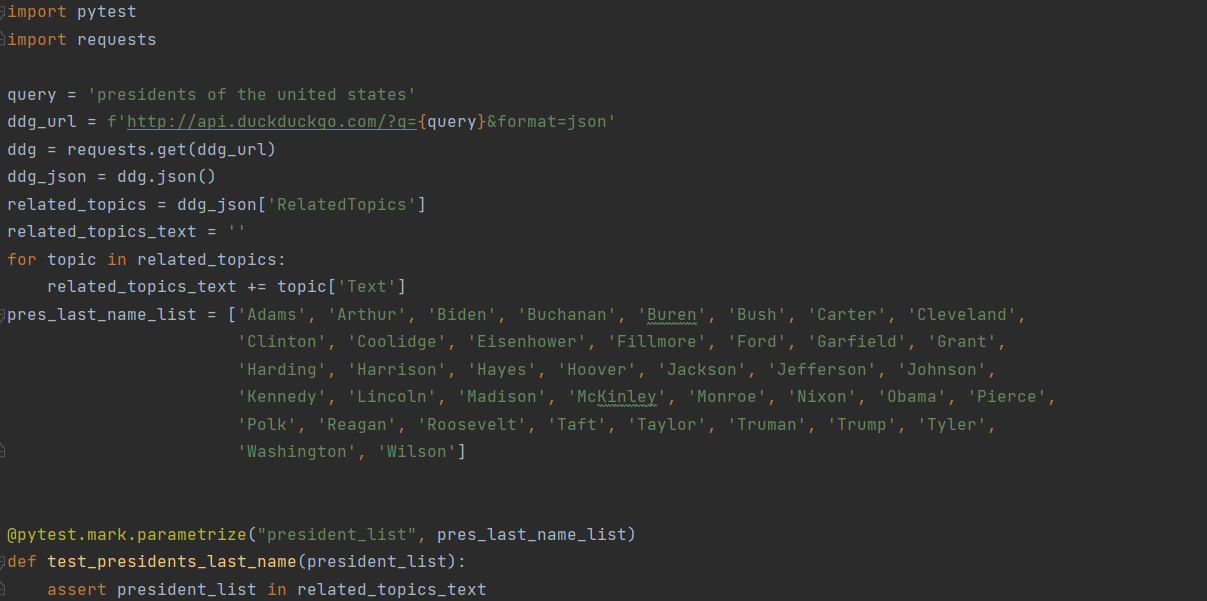 import pytest
import requests
query = 'presidents of the united states'
ddg_url = f'http://api.duckduckgo.com/?q={query}&format=json'
ddg = requests.get(ddg_url)
ddg_json = ddg.json()
related_topics = ddg_json['RelatedTopics']
related_topics_text = ''
for topic in related_topics:
    related_topics_text += topic['Text']
pres_last_name_list = ['Adams', 'Arthur', 'Biden', 'Buchanan', 'Buren', 'Bush', 'Carter', 'Cleveland',
                       'Clinton', 'Coolidge', 'Eisenhower', 'Fillmore', 'Ford', 'Garfield', 'Grant',
                       'Harding', 'Harrison', 'Hayes', 'Hoover', 'Jackson', 'Jefferson', 'Johnson',
                       'Kennedy', 'Lincoln', 'Madison', 'McKinley', 'Monroe', 'Nixon', 'Obama', 'Pierce',
                       'Polk', 'Reagan', 'Roosevelt', 'Taft', 'Taylor', 'Truman', 'Trump', 'Tyler',
                       'Washington', 'Wilson']
@pytest.mark.parametrize("president_list", pres_last_name_list)
def test_presidents_last_name(president_list):
    assert president_list in related_topics_text